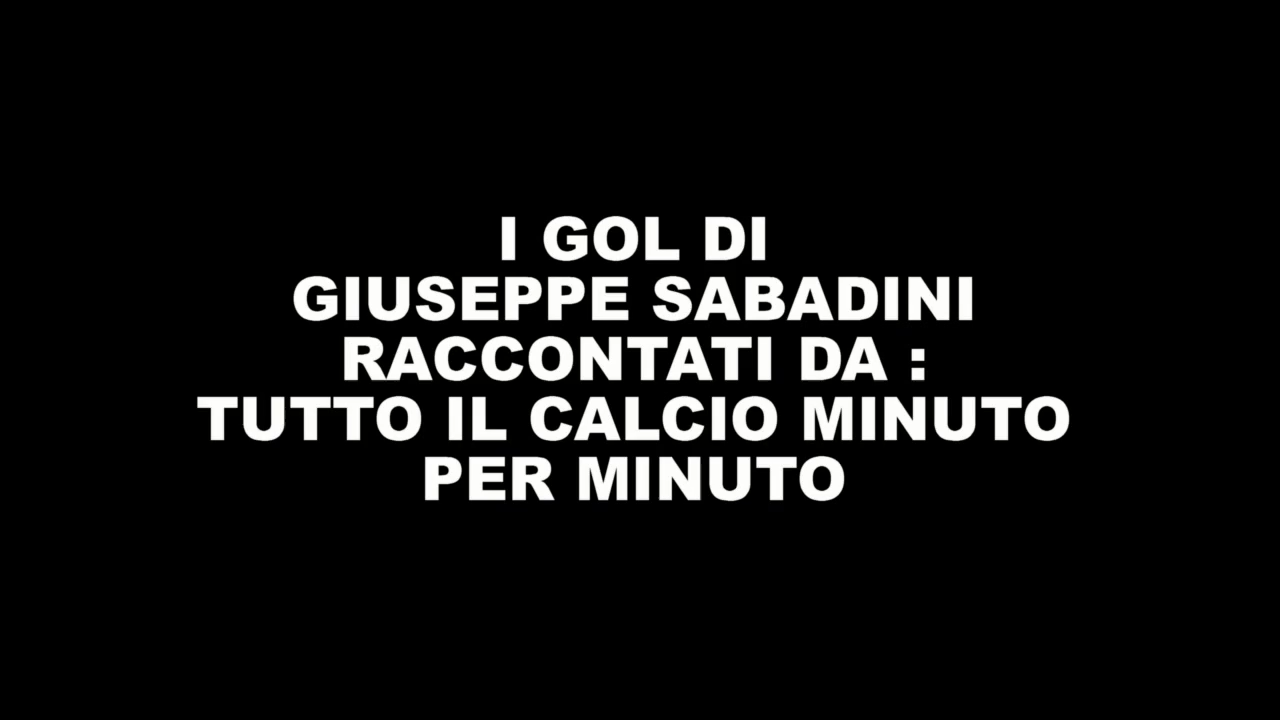 I GOL DI
GIUSEPPE SABADINI
RACCONTATI DA :
TUTTO IL CALCIO MINUTO
PER MINUTO